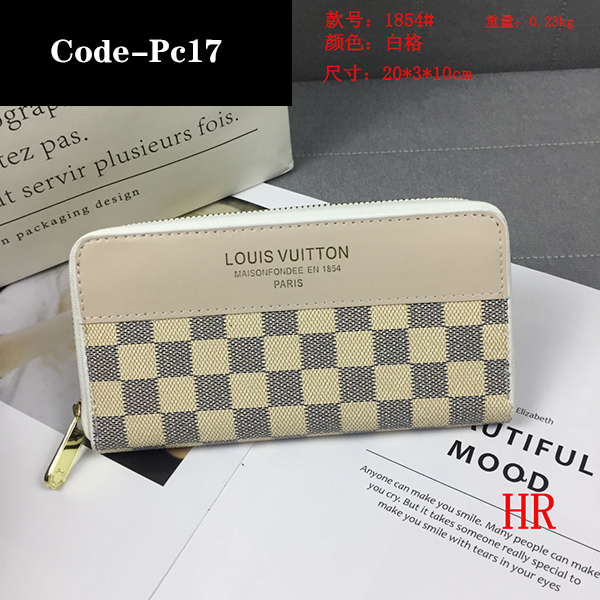 Code-Pc17
款号：1854#
重量：0.23kg
颜色：白格
尺寸：20*3*10cm
tez pas.
it servir plusieurs fois.
n packaging design
LOUIS VUITTON
MAISONFONDEE EN 1854
PARIS
Elizabeth
MOOD
Anyone can make you smile. Many people can make
you cry. But it takes someone really special to
make you smile with tears in your eyes.
HR